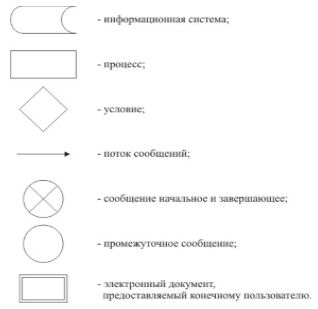 - информационная система;
- процесс;
- условие;
- поток сообщений;
- сообщение начальное и завершающее;
- промежуточное сообщение;
- электронный документ,
предоставляемый конечному пользователю.